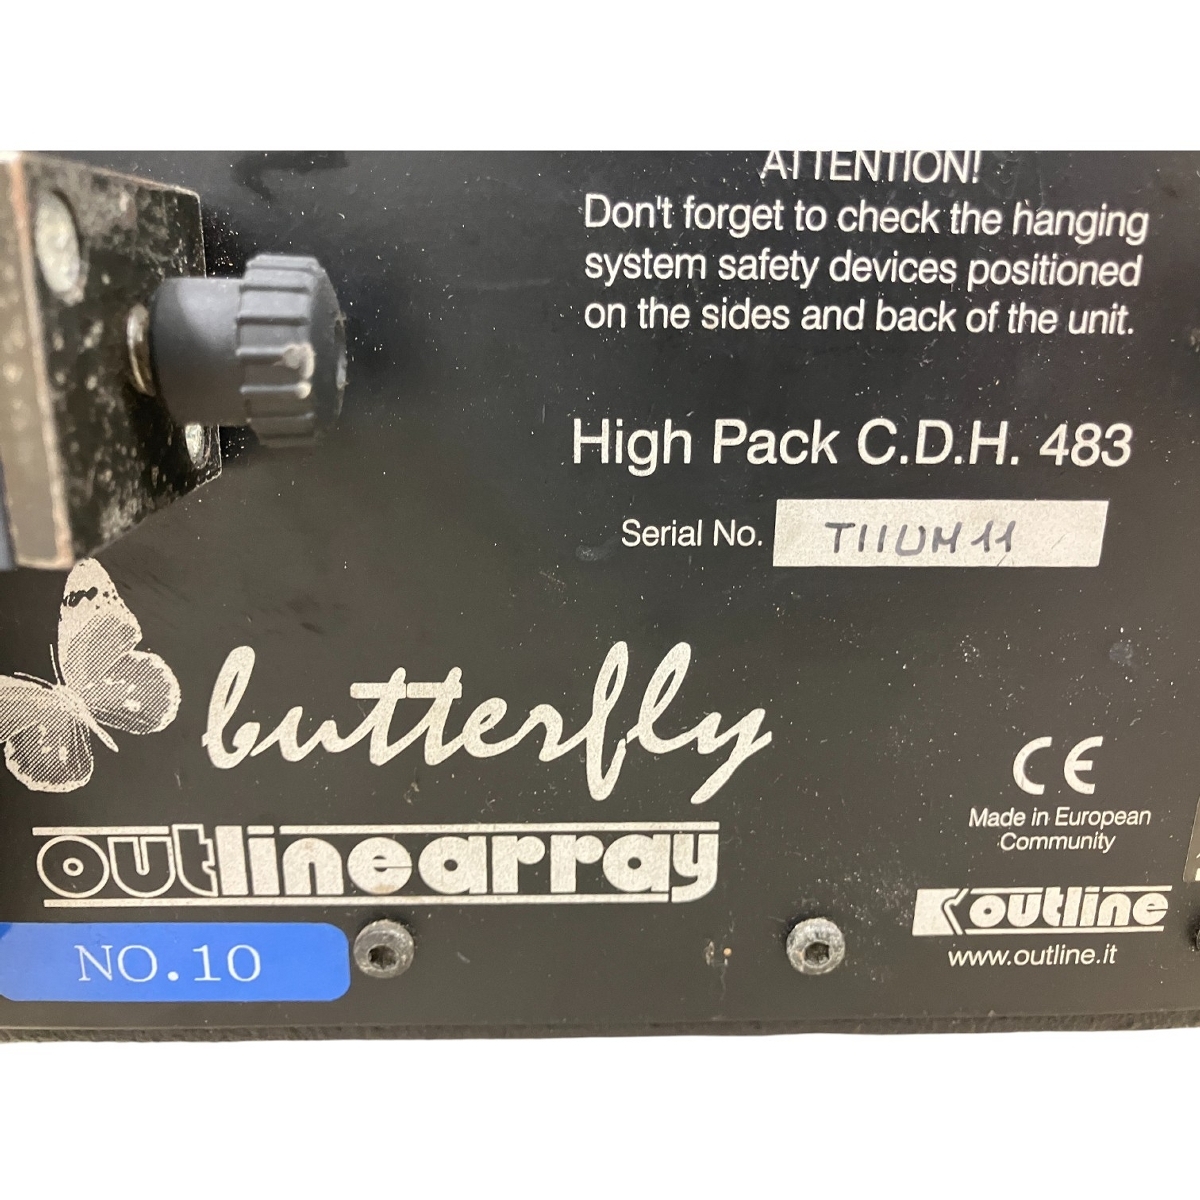 ATTENTION!
Don't forget to check the hanging
system safety devices positioned
on the sides and back of the unit.
High Pack C.D.H. 483
Serial No.
butterfly
outlinearray
NO.10
CE
Made in European
Community
outline
www.outline.it